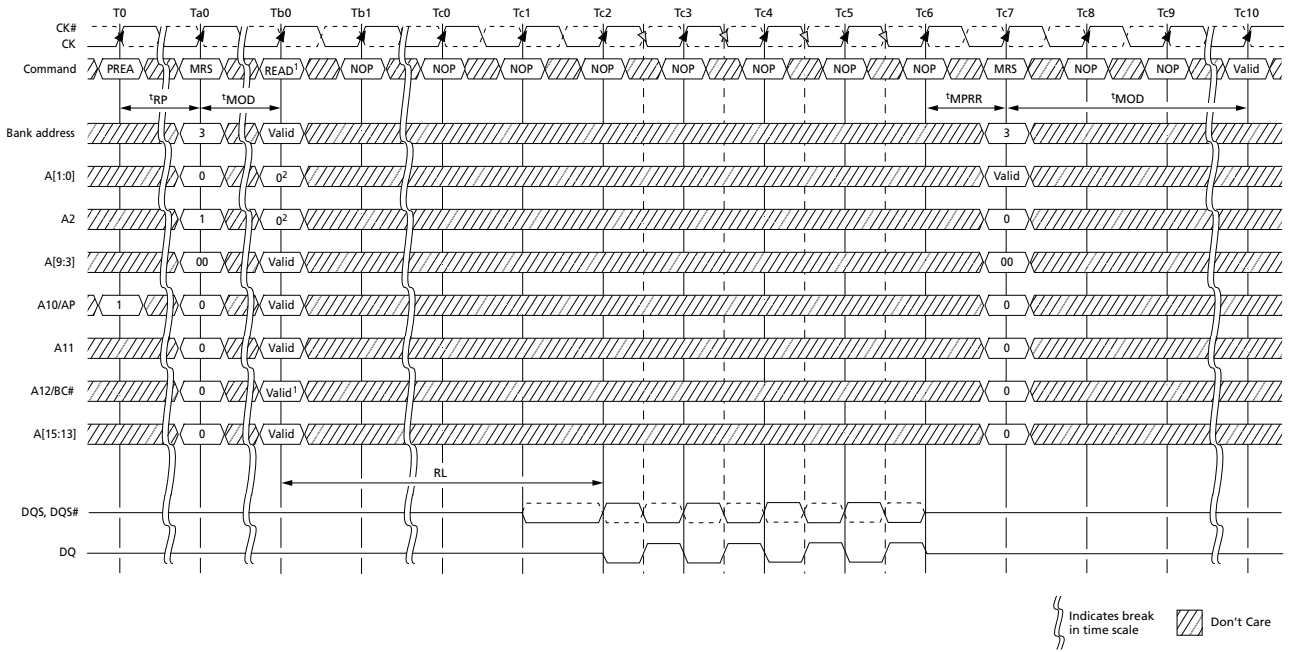 T0 Ta0 Tb0 Tb1 Tc0 Tc1 Tc2 Tc3 Tc4 Tc5 Tc6 Tc7 Tc8 Tc9 Tc10
CK#
CK
Command PREA MRS READ¹ NOP NOP NOP NOP NOP NOP NOP NOP MRS NOP NOP Valid
tRP tMOD tMPRR tMOD
Bank address 3 Valid 3
A[1:0] 0 0² Valid
A2 1 0² 0
A[9:3] 00 Valid 00
A10/AP 1 0 Valid 0
A11 0 Valid 0
A12/BC# 0 Valid¹ 0
A[15:13] 0 Valid 0
RL
DQS, DQS#
DQ
Indicates break
in time scale
Don't Care